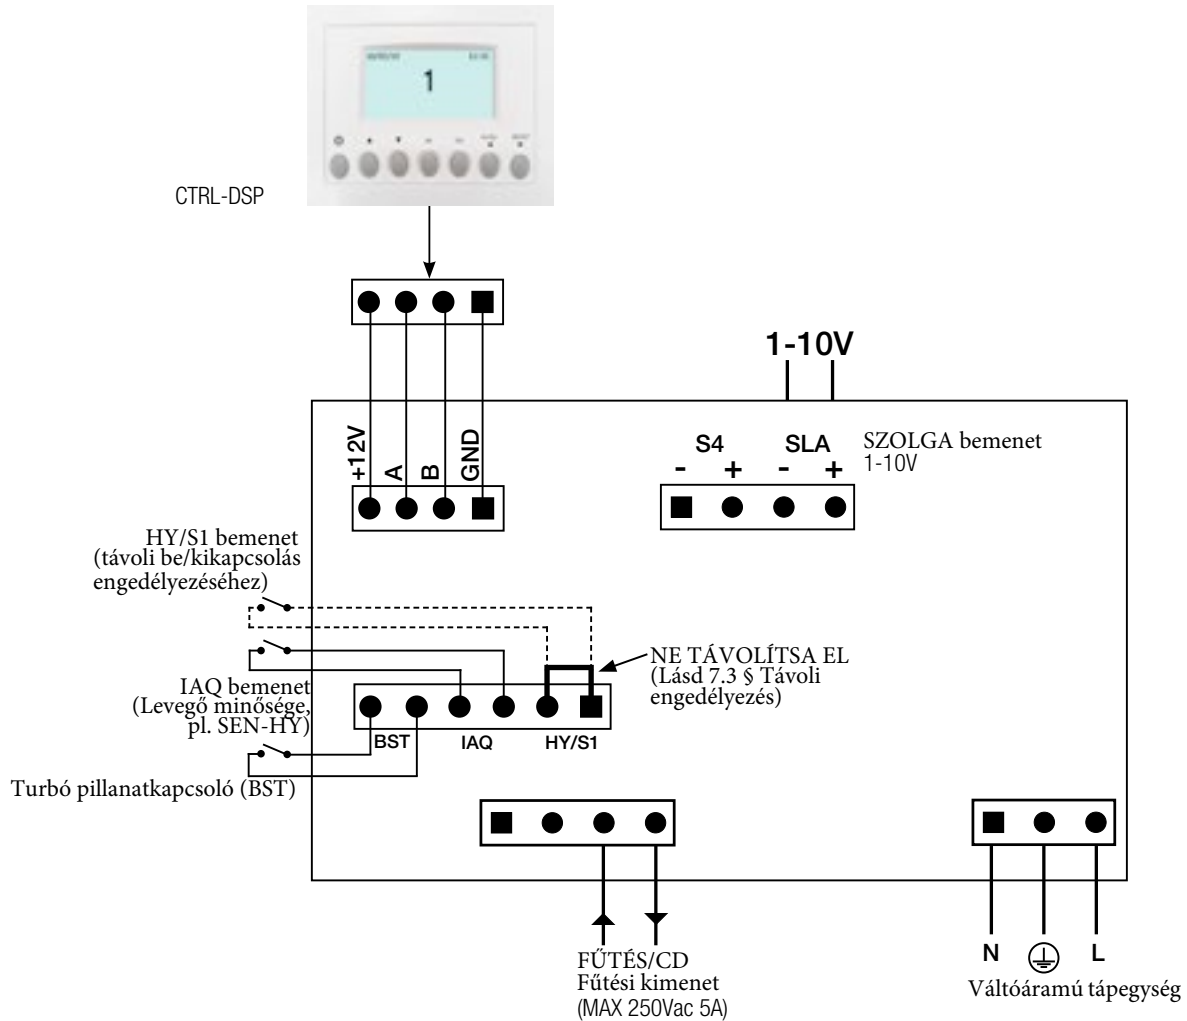 1
CTRL-DSP
1-10V
+12V
A
B
GND
S4
SLA
- + - +
SZOLGA bemenet
1-10V
HY/S1 bemenet
(távoli be/kikapcsolás
engedélyezéséhez)
NE TÁVOLÍTSA EL
(Lásd 7.3 § Távoli
engedélyezés)
IAQ bemenet
(Levegő minősége,
pl. SEN-HY)
BST
IAQ
HY/S1
Turbó pillanatkapcsoló (BST)
FŰTÉS/CD
Fűtési kimenet
(MAX 250Vac 5A)
N
L
Váltóáramú tápegység